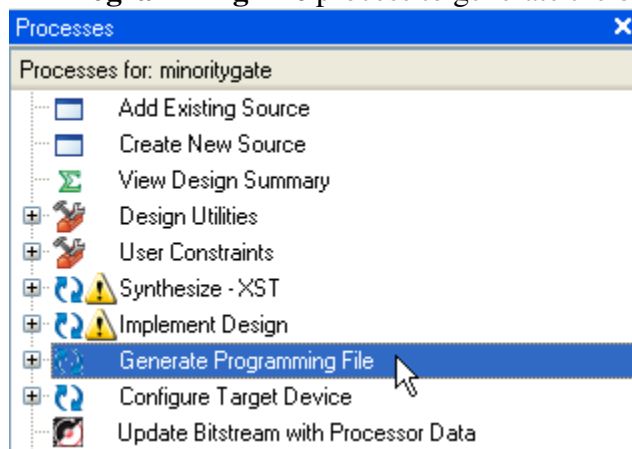 Processes
Processes for: minoritygate
Add Existing Source
Create New Source
View Design Summary
Design Utilities
User Constraints
Synthesize - XST
Implement Design
Generate Programming File
Configure Target Device
Update Bitstream with Processor Data